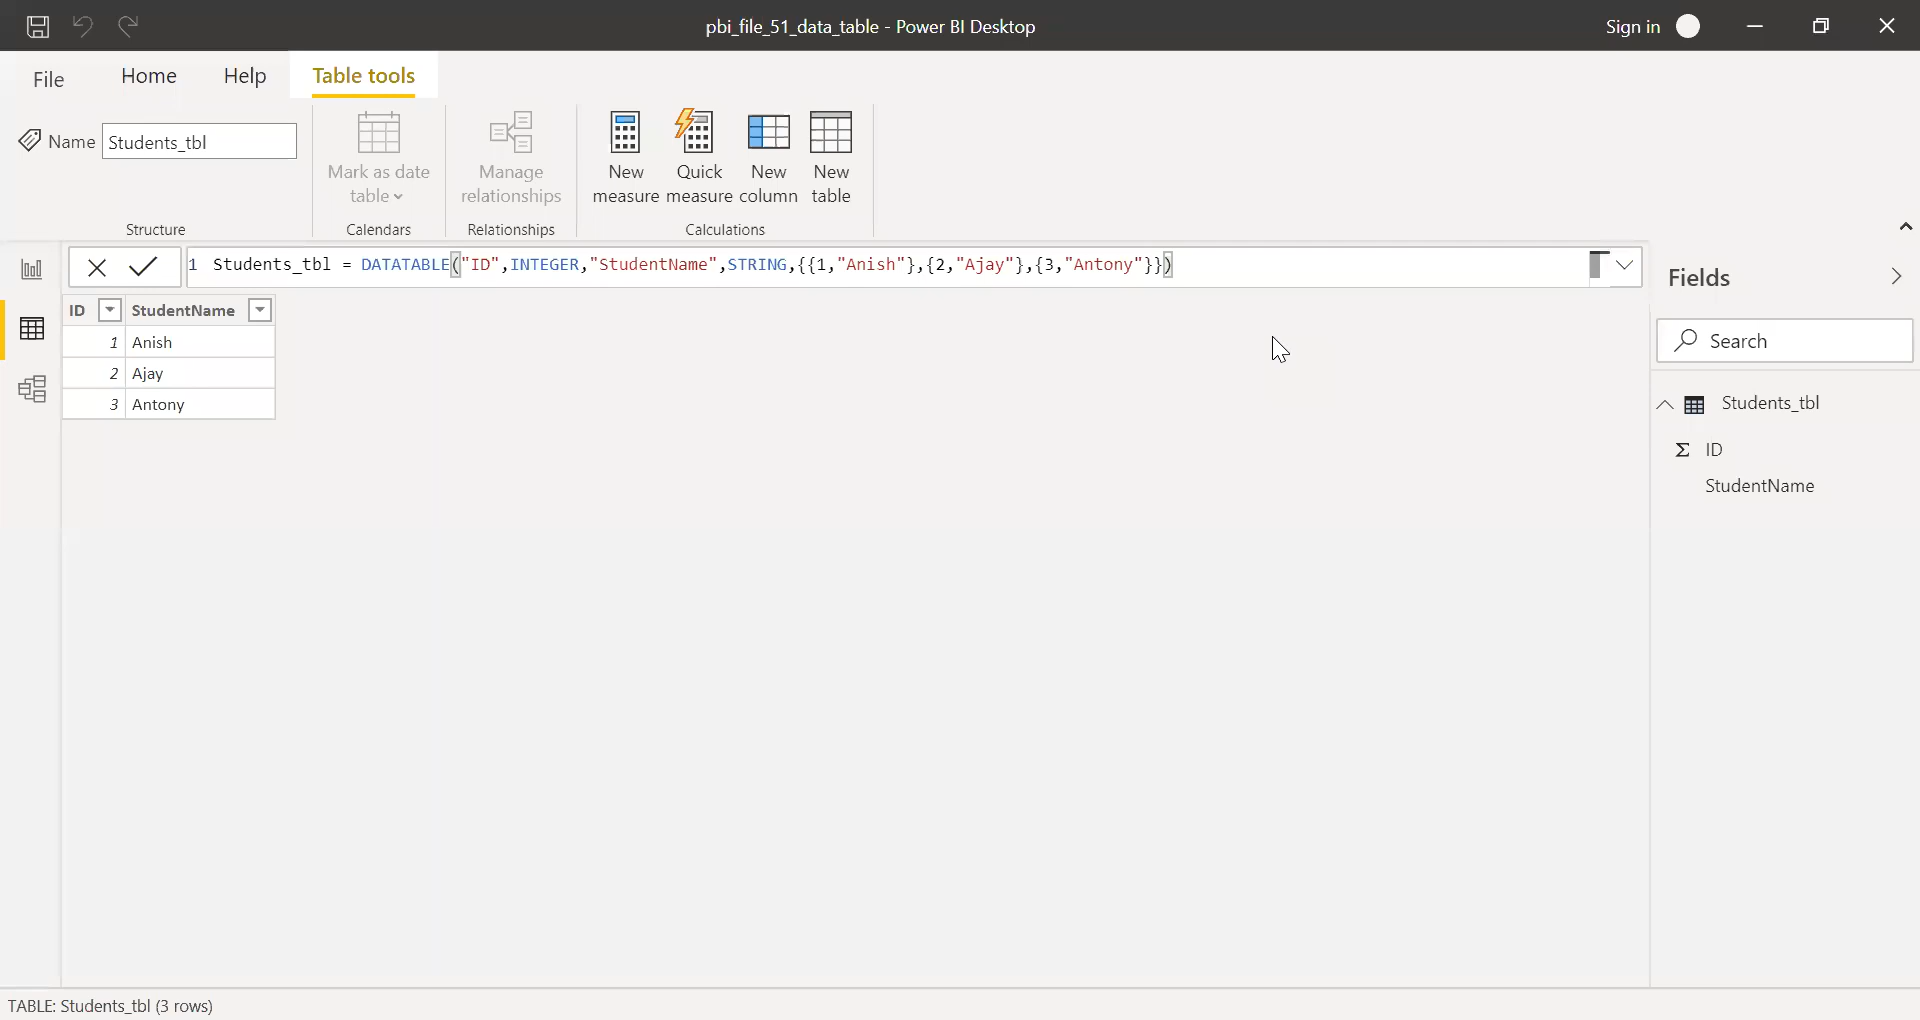 pbi_file_51_data_table - Power BI Desktop
Sign in
File Home Help Table tools
Name Students_tbl
Mark as date table
Manage relationships
New measure
Quick measure
New column
New table
Structure Calendars Relationships Calculations
1 Students_tbl = DATATABLE("ID",INTEGER,"StudentName",STRING,{{1,"Anish"},{2,"Ajay"},{3,"Antony"}})
ID StudentName
1 Anish
2 Ajay
3 Antony
Fields
Search
Students_tbl
Σ ID
StudentName
TABLE: Students_tbl (3 rows)